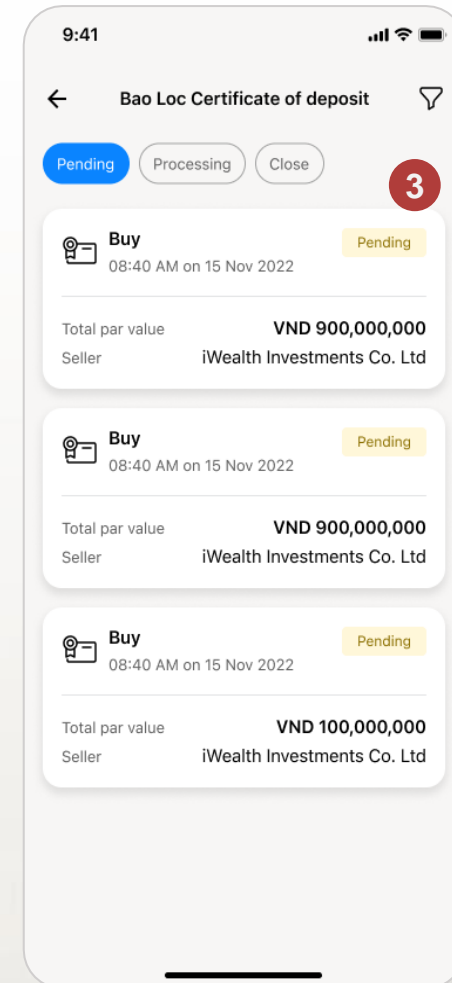 9:41
Bao Loc Certificate of deposit
Pending Processing Close
3
Buy Pending
08:40 AM on 15 Nov 2022
Total par value VND 900,000,000
Seller iWealth Investments Co. Ltd
Buy Pending
08:40 AM on 15 Nov 2022
Total par value VND 900,000,000
Seller iWealth Investments Co. Ltd
Buy Pending
08:40 AM on 15 Nov 2022
Total par value VND 100,000,000
Seller iWealth Investments Co. Ltd